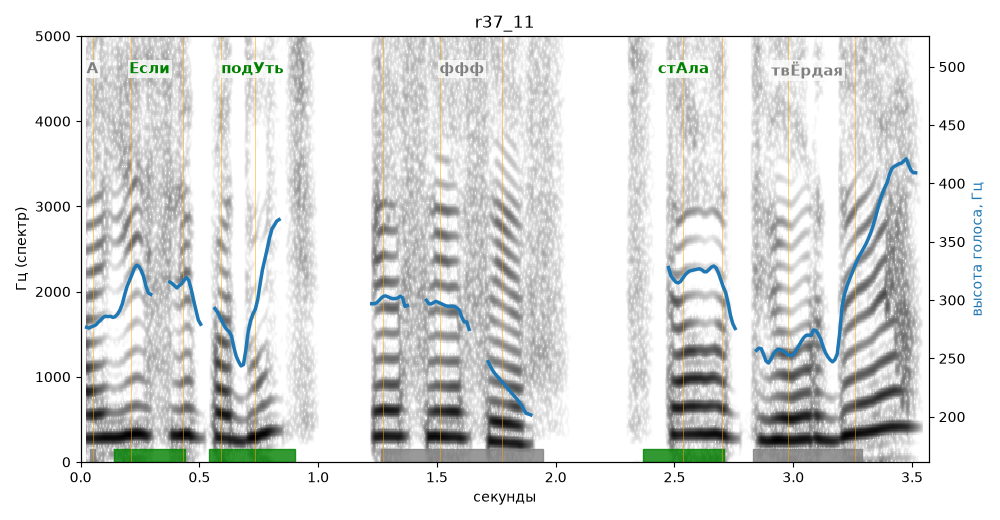 r37_11
А Если подУть ффф стАла твЁрдая
5000
4000
3000
2000
1000
0
Гц (спектр)
500
450
400
350
300
250
200
высота голоса, Гц
0.0 0.5 1.0 1.5 2.0 2.5 3.0 3.5
секунды